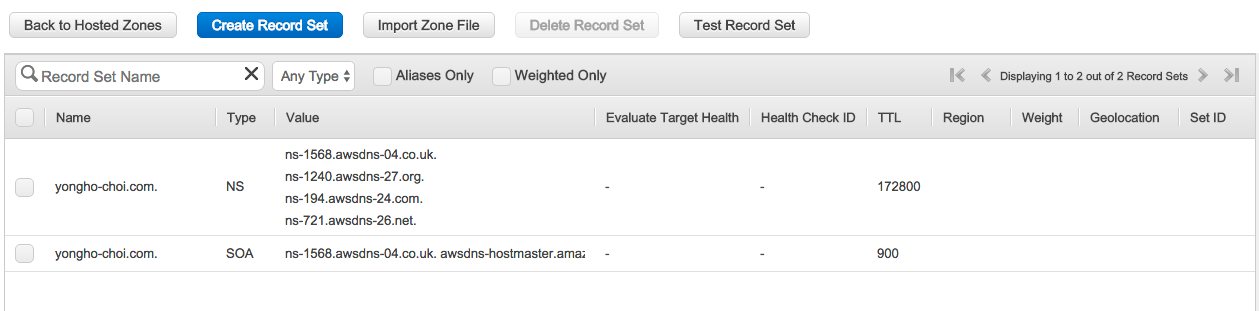 Back to Hosted Zones Create Record Set Import Zone File Delete Record Set Test Record Set
Record Set Name Any Type Aliases Only Weighted Only Displaying 1 to 2 out of 2 Record Sets
Name Type Value Evaluate Target Health Health Check ID TTL Region Weight Geolocation Set ID
ns-1568.awsdns-04.co.uk.
ns-1240.awsdns-27.org.
yongho-choi.com. NS - - 172800
ns-194.awsdns-24.com.
ns-721.awsdns-26.net.
yongho-choi.com. SOA ns-1568.awsdns-04.co.uk. awsdns-hostmaster.amaz - - 900